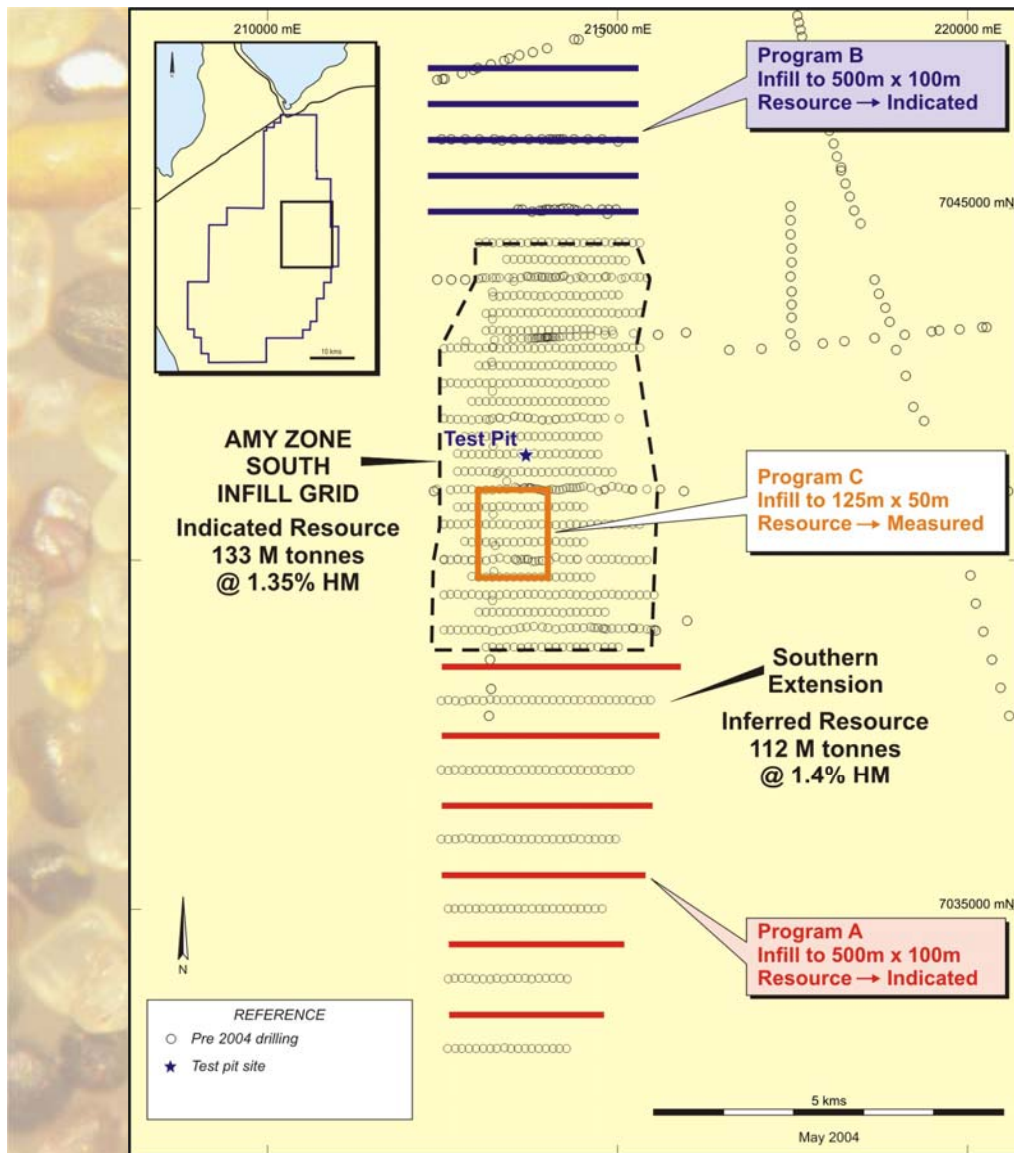 210000 mE
215000 mE
220000 mE
Program B
Infill to 500m x 100m
Resource → Indicated
10 kms
7045000 mN
AMY ZONE
SOUTH
INFILL GRID
Indicated Resource
133 M tonnes
@ 1.35% HM
Test Pit
Program C
Infill to 125m x 50m
Resource → Measured
Southern
Extension
Inferred Resource
112 M tonnes
@ 1.4% HM
7035000 mN
Program A
Infill to 500m x 100m
Resource → Indicated
N
REFERENCE
Pre 2004 drilling
Test pit site
5 kms
May 2004